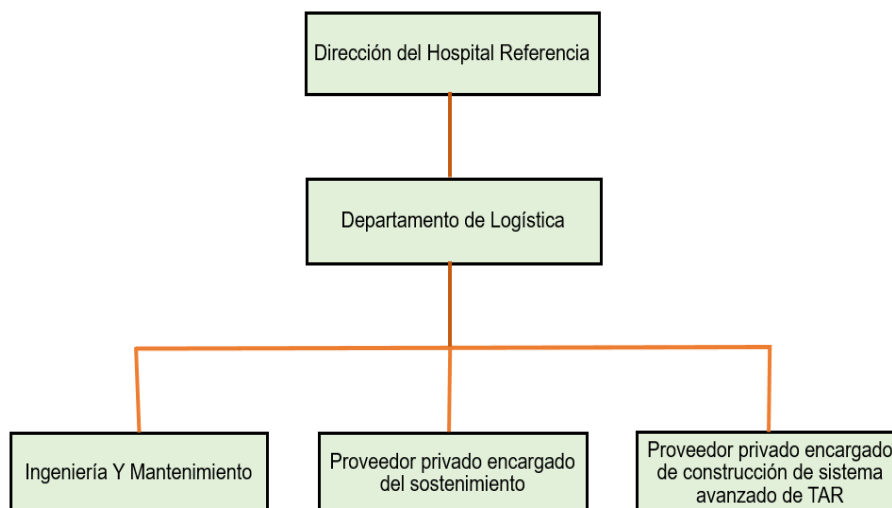 Dirección del Hospital Referencia
Departamento de Logística
Ingeniería Y Mantenimiento
Proveedor privado encargado
del sostenimiento
Proveedor privado encargado
de construcción de sistema
avanzado de TAR